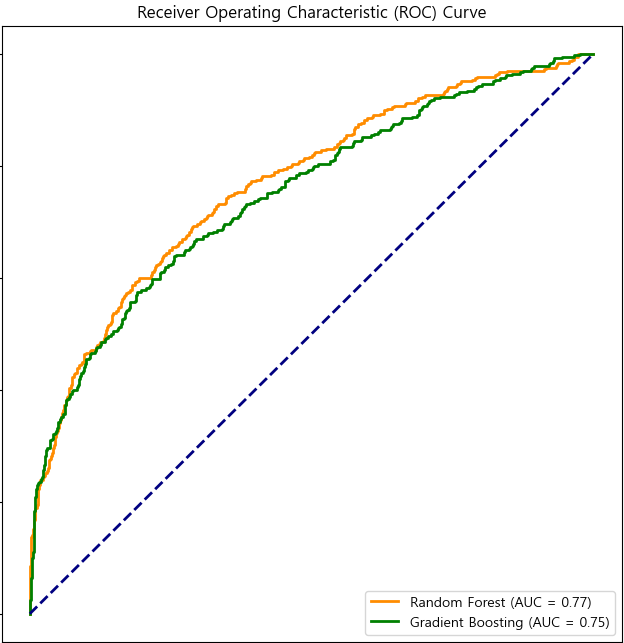 Receiver Operating Characteristic (ROC) Curve
Random Forest (AUC = 0.77)
Gradient Boosting (AUC = 0.75)